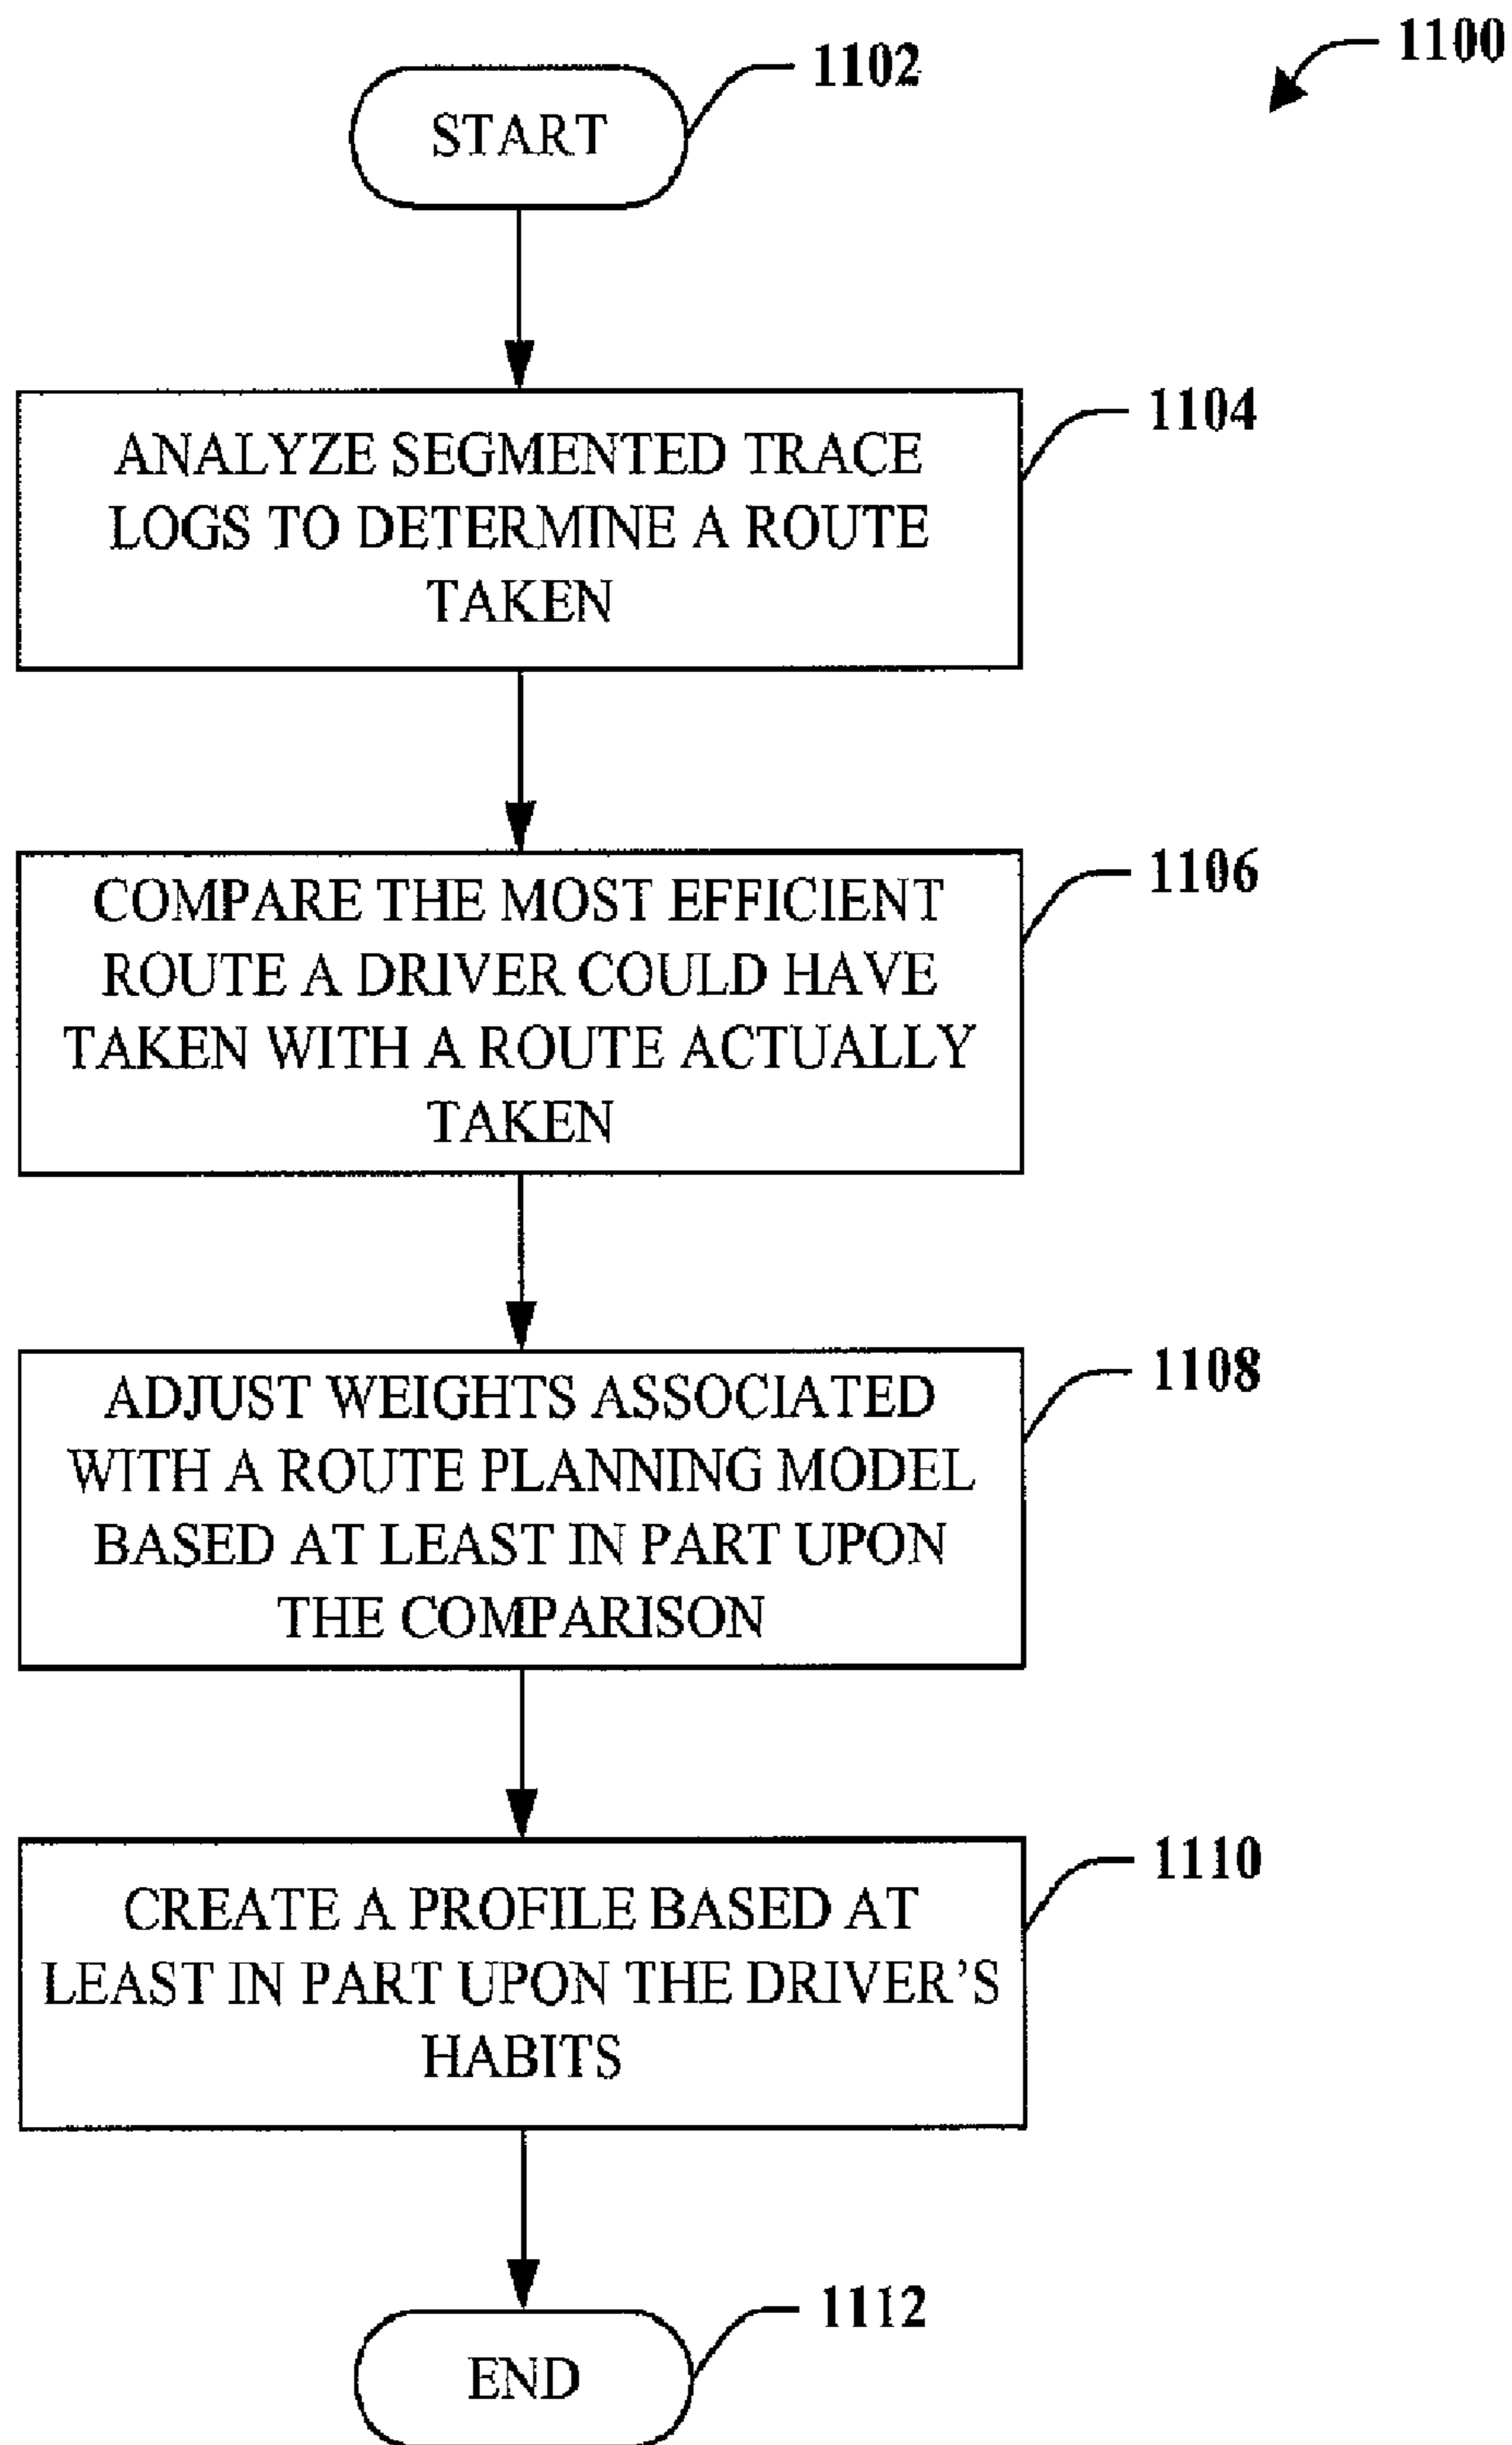 1100
1102
START
1104
ANALYZE SEGMENTED TRACE
LOGS TO DETERMINE A ROUTE
TAKEN
1106
COMPARE THE MOST EFFICIENT
ROUTE A DRIVER COULD HAVE
TAKEN WITH A ROUTE ACTUALLY
TAKEN
1108
ADJUST WEIGHTS ASSOCIATED
WITH A ROUTE PLANNING MODEL
BASED AT LEAST IN PART UPON
THE COMPARISON
1110
CREATE A PROFILE BASED AT
LEAST IN PART UPON THE DRIVER’S
HABITS
1112
END